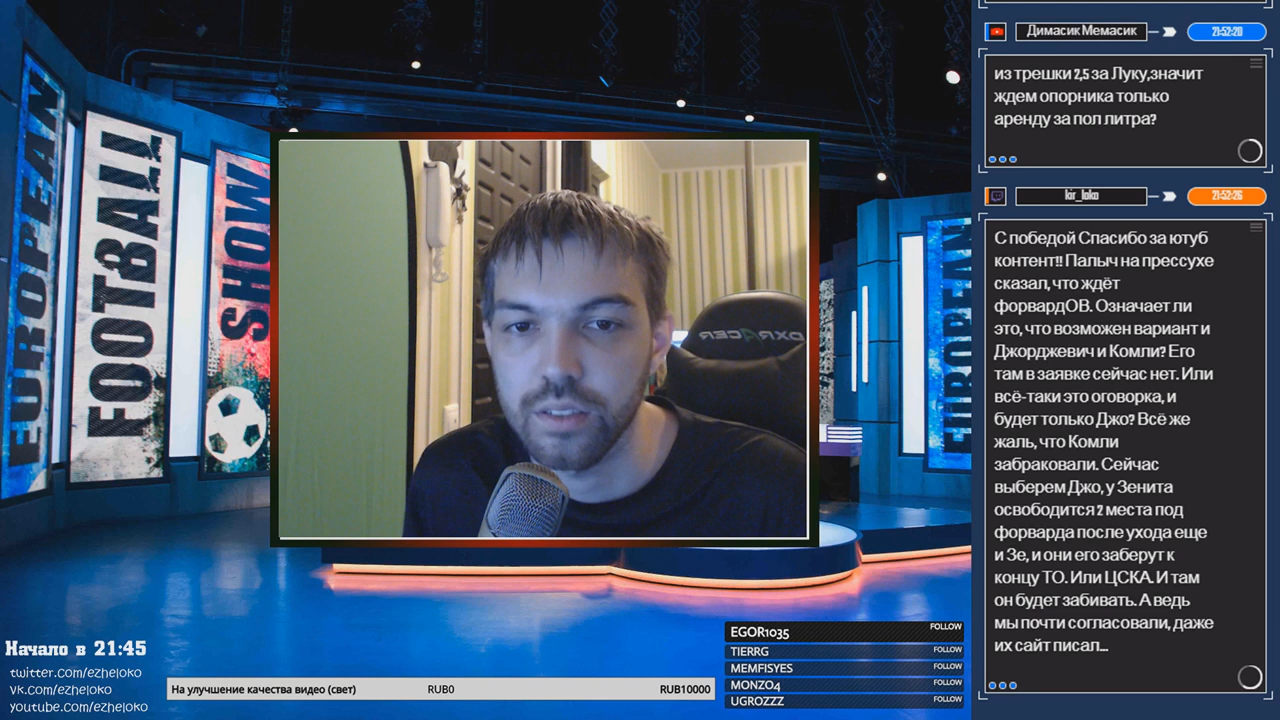 EUROPEAN
FOOTBALL
SHOW
EUROPEAN
DXRACER
Димасик Мемасик
21:52:20
из трешки 2,5 за Луку,значит
ждем опорника только
аренду за пол литра?
kir_loko
21:52:26
С победой Спасибо за ютуб
контент!! Палыч на прессухе
сказал, что ждёт
форвардОВ. Означает ли
это, что возможен вариант и
Джорджевич и Комли? Его
там в заявке сейчас нет. Или
всё-таки это оговорка, и
будет только Джо? Всё же
жаль, что Комли
забраковали. Сейчас
выберем Джо, у Зенита
освободится 2 места под
форварда после ухода еще
и Зе, и они его заберут к
концу ТО. Или ЦСКА. И там
он будет забивать. А ведь
мы почти согласовали, даже
их сайт писал...
Начало в 21:45
twitter.com/ezheloko
vk.com/ezheloko
youtube.com/ezheloko
На улучшение качества видео (свет) RUB0 RUB10000
EGOR1035 FOLLOW
TIERRG FOLLOW
MEMFISYES FOLLOW
MONZO4 FOLLOW
UGROZZZ FOLLOW